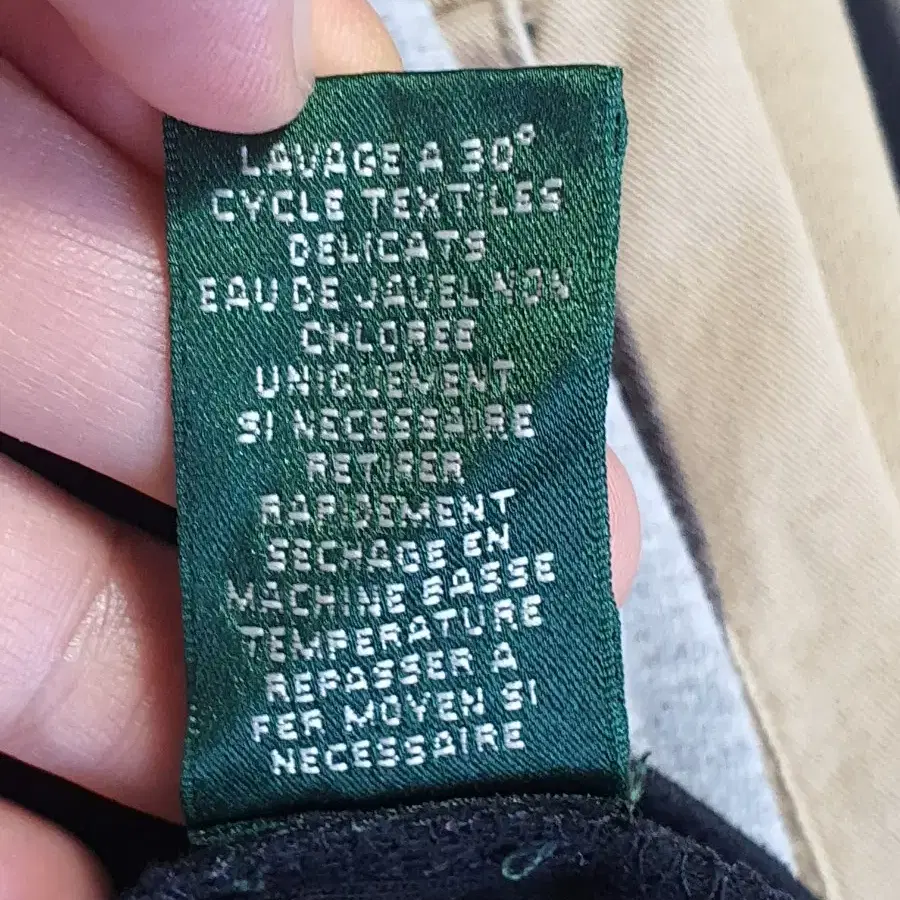 LAVAGE A 30°
CYCLE TEXTILES
DELICATS
EAU DE JAVEL NON
CHLOREE
UNIQUEMENT
SI NECESSAIRE
RETIRER
RAPIDEMENT
SECHAGE EN
MACHINE BASSE
TEMPERATURE
REPASSER A
FER MOYEN SI
NECESSAIRE